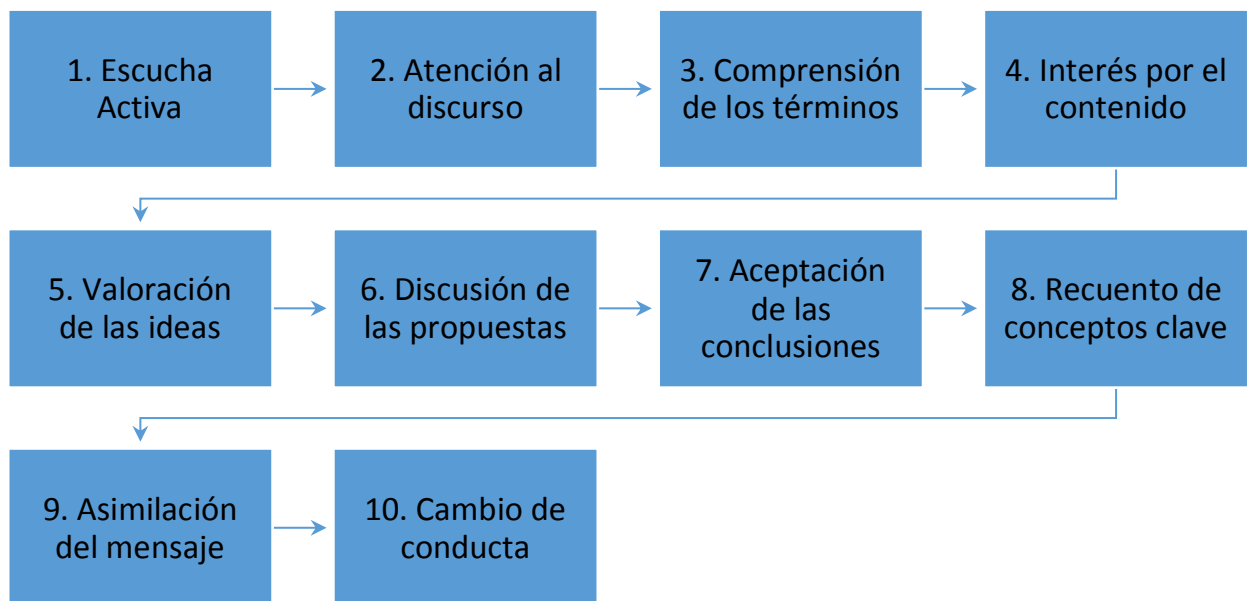 1. Escucha
Activa
2. Atención al
discurso
3. Comprensión
de los términos
4. Interés por el
contenido
5. Valoración
de las ideas
6. Discusión de
las propuestas
7. Aceptación
de las
conclusiones
8. Recuento de
conceptos clave
9. Asimilación
del mensaje
10. Cambio de
conducta